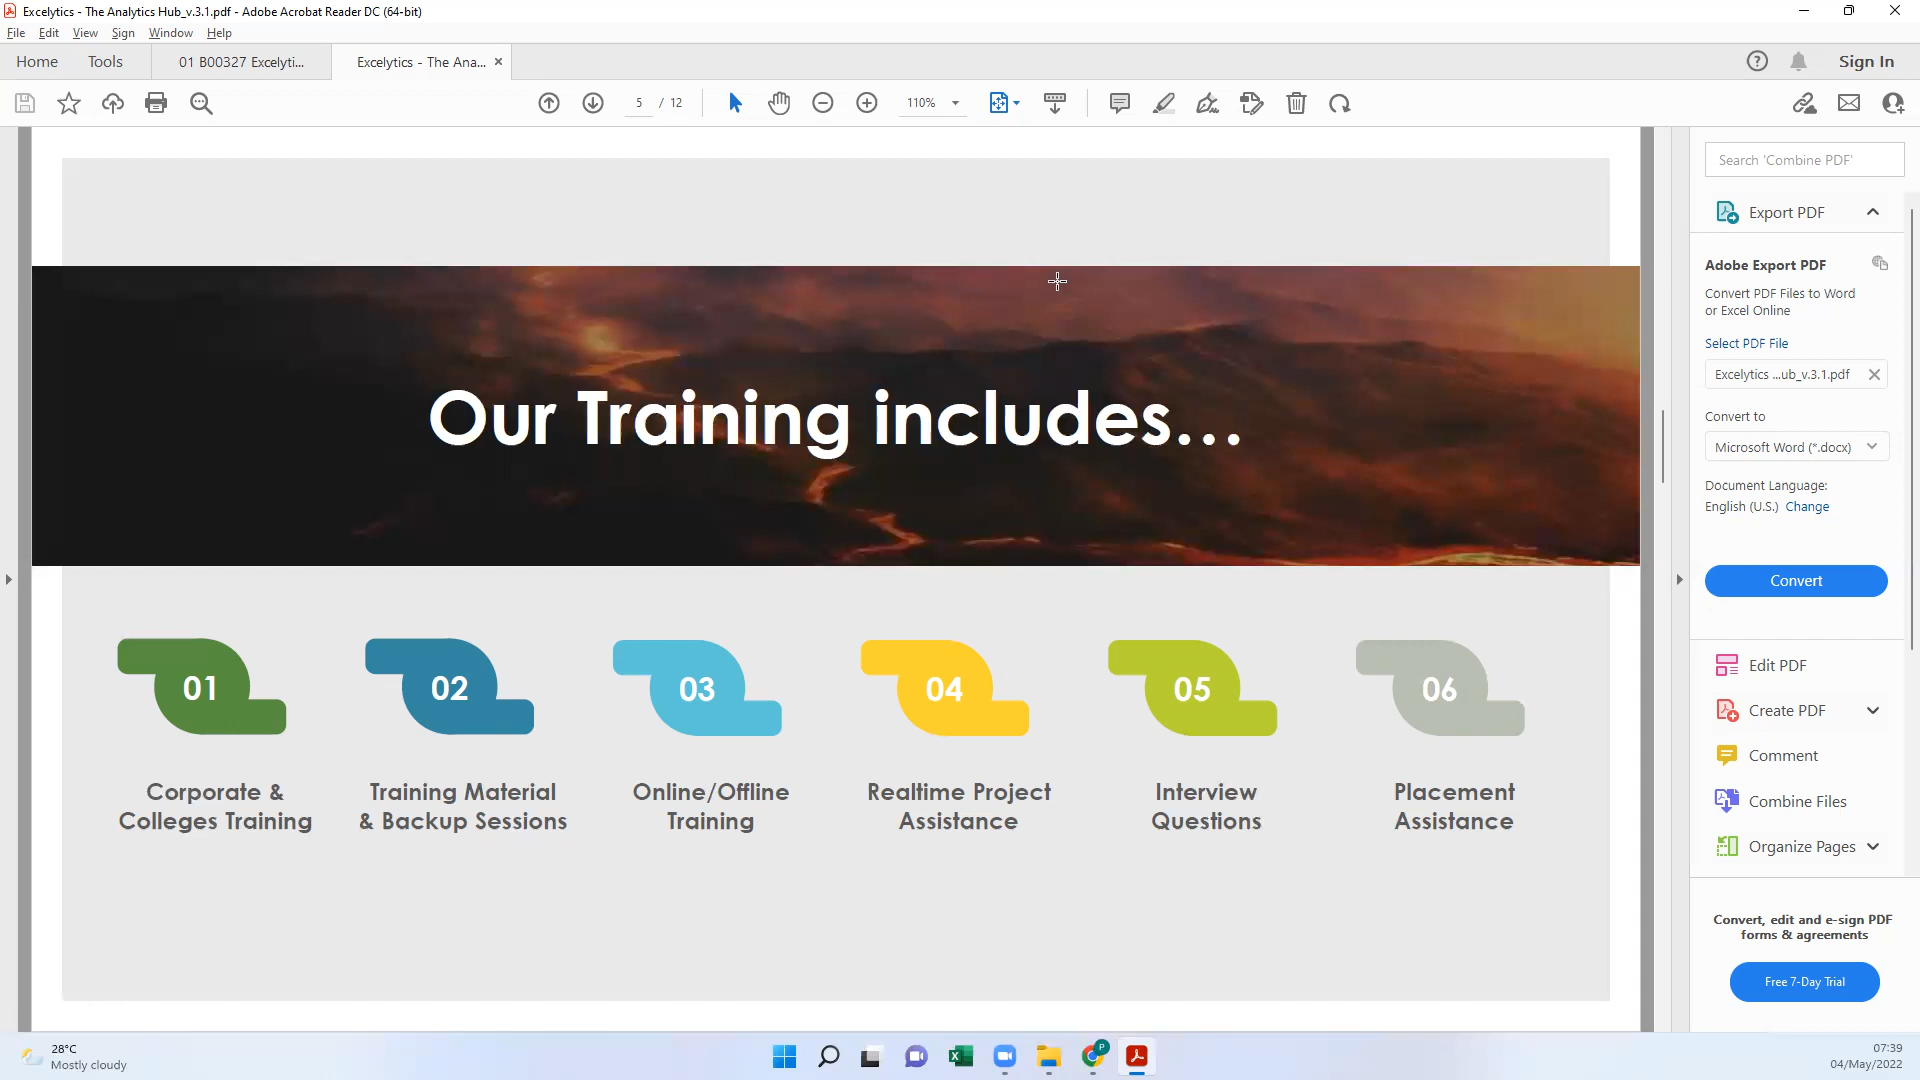 Excelytics - The Analytics Hub_v.3.1.pdf - Adobe Acrobat Reader DC (64-bit)
File Edit View Sign Window Help
Home Tools 01 B00327 Excelyti... Excelytics - The Ana... Sign In
5 / 12 110%
Search 'Combine PDF'
Export PDF
Adobe Export PDF
Convert PDF Files to Word
or Excel Online
Select PDF File
Excelytics ...ub_v.3.1.pdf
Convert to
Microsoft Word (*.docx)
Document Language:
English (U.S.) Change
Convert
Edit PDF
Create PDF
Comment
Combine Files
Organize Pages
Convert, edit and e-sign PDF
forms & agreements
Free 7-Day Trial
Our Training includes...
01 02 03 04 05 06
Corporate &
Colleges Training
Training Material
& Backup Sessions
Online/Offline
Training
Realtime Project
Assistance
Interview
Questions
Placement
Assistance
28°C
Mostly cloudy
P
07:39
04/May/2022